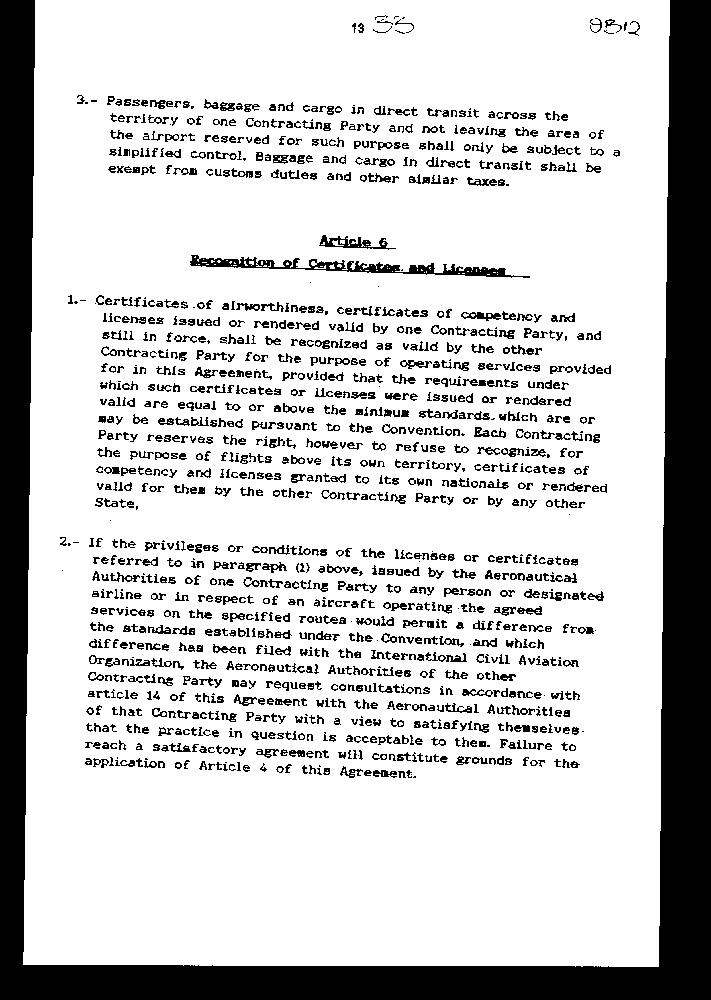 13 33 9312
3.- Passengers, baggage and cargo in direct transit across the
territory of one Contracting Party and not leaving the area of
the airport reserved for such purpose shall only be subject to a
simplified control. Baggage and cargo in direct transit shall be
exempt from customs duties and other similar taxes.
Article 6
Recognition of Certificates and Licenses
1.- Certificates of airworthiness, certificates of competency and
licenses issued or rendered valid by one Contracting Party, and
still in force, shall be recognized as valid by the other
Contracting Party for the purpose of operating services provided
for in this Agreement, provided that the requirements under
which such certificates or licenses were issued or rendered
valid are equal to or above the minimum standards which are or
may be established pursuant to the Convention. Each Contracting
Party reserves the right, however to refuse to recognize, for
the purpose of flights above its own territory, certificates of
competency and licenses granted to its own nationals or rendered
valid for them by the other Contracting Party or by any other
State,
2.- If the privileges or conditions of the licenses or certificates
referred to in paragraph (1) above, issued by the Aeronautical
Authorities of one Contracting Party to any person or designated
airline or in respect of an aircraft operating the agreed
services on the specified routes would permit a difference from
the standards established under the Convention, and which
difference has been filed with the International Civil Aviation
Organization, the Aeronautical Authorities of the other
Contracting Party may request consultations in accordance with
article 14 of this Agreement with the Aeronautical Authorities
of that Contracting Party with a view to satisfying themselves
that the practice in question is acceptable to them. Failure to
reach a satisfactory agreement will constitute grounds for the
application of Article 4 of this Agreement.